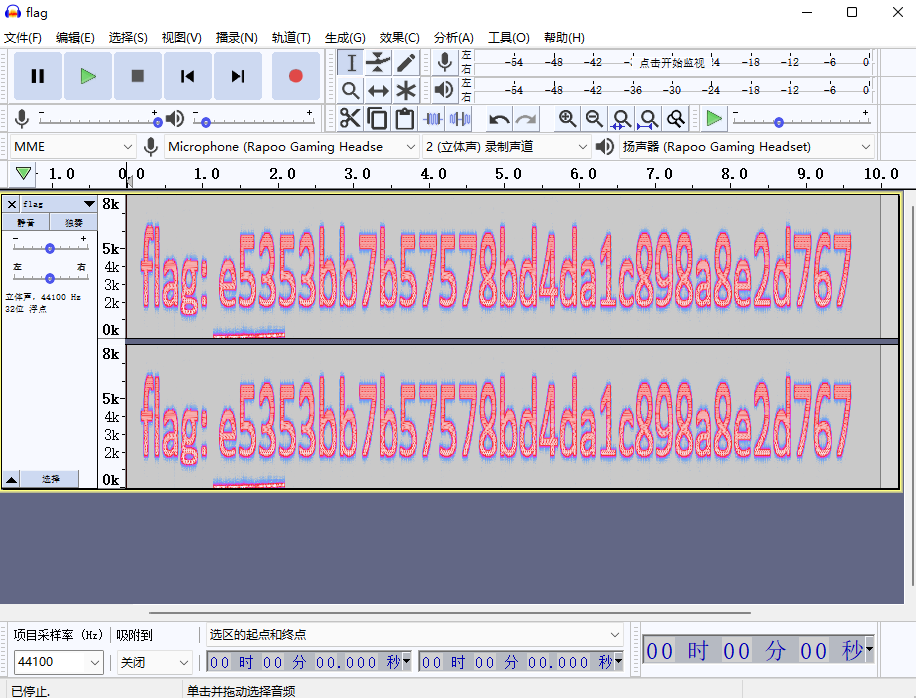 flag
文件(F) 编辑(E) 选择(S) 视图(V) 播录(N) 轨道(T) 生成(G) 效果(C) 分析(A) 工具(O) 帮助(H)
左 右 -54 -48 -42 - 点击开始监视 !4 -18 -12 -6 0
左 右 -54 -48 -42 -36 -30 -24 -18 -12 -6 0
- + - + - +
MME Microphone (Rapoo Gaming Headse 2 (立体声) 录制声道 扬声器 (Rapoo Gaming Headset)
1.0 0.0 1.0 2.0 3.0 4.0 5.0 6.0 7.0 8.0 9.0 10.0
flag
静音 独奏
- +
左 右
立体声, 44100 Hz
32位 浮点
选择
8k
5k
4k
3k
2k
0k
flag: e5353bb7b57578bd4da1c898a8e2d767
8k
5k
4k
3k
2k
0k
flag: e5353bb7b57578bd4da1c898a8e2d767
项目采样率 (Hz) 吸附到 选区的起点和终点
44100 关闭 00 时 00 分 00.000 秒 00 时 00 分 00.000 秒
00 时 00 分 00 秒
已停止. 单击并拖动选择音频